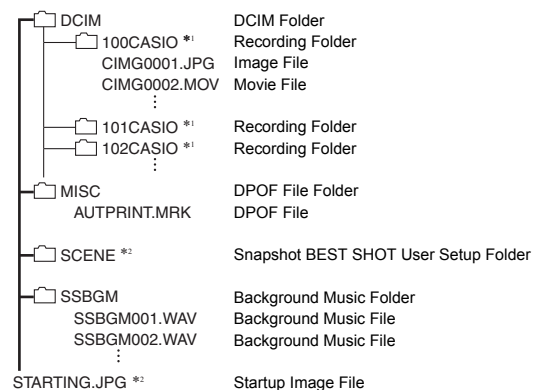 DCIM DCIM Folder
100CASIO *1 Recording Folder
CIMG0001.JPG Image File
CIMG0002.MOV Movie File
101CASIO *1 Recording Folder
102CASIO *1 Recording Folder
MISC DPOF File Folder
AUTPRINT.MRK DPOF File
SCENE *2 Snapshot BEST SHOT User Setup Folder
SSBGM Background Music Folder
SSBGM001.WAV Background Music File
SSBGM002.WAV Background Music File
STARTING.JPG *2 Startup Image File